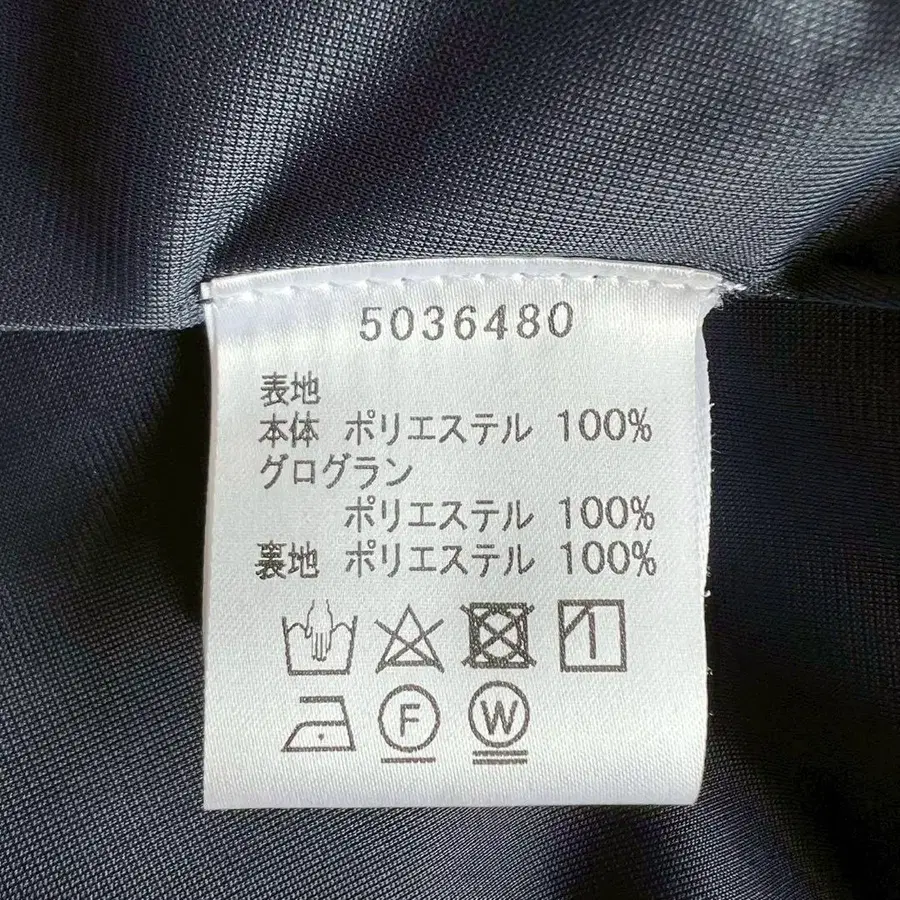 5036480
表地
本体 ポリエステル 100%
グログラン
ポリエステル 100%
裏地 ポリエステル 100%
F W